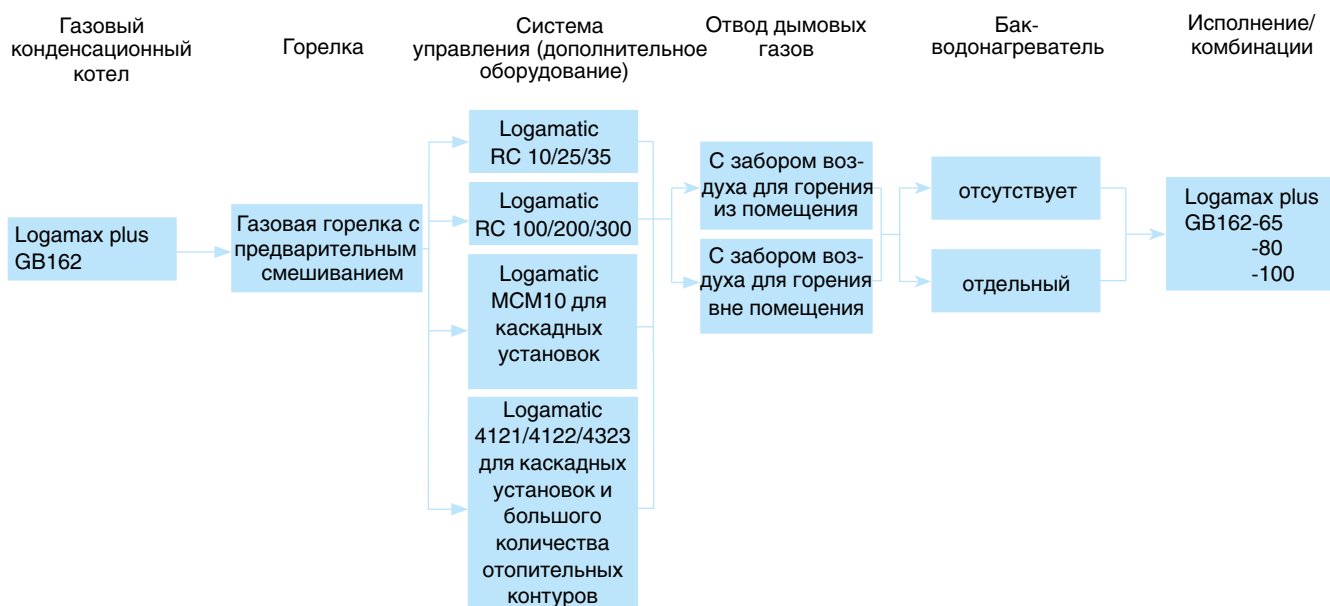 Газовый
конденсационный
котел
Горелка
Система
управления (дополнительное
оборудование)
Отвод дымовых
газов
Бак-
водонагреватель
Исполнение/
комбинации
Logamax plus
GB162
Газовая горелка с
предварительным
смешиванием
Logamatic
RC 10/25/35
Logamatic
RC 100/200/300
Logamatic
MCM10 для
каскадных
установок
Logamatic
4121/4122/4323
для каскадных
установок и
большого
количества
отопительных
контуров
С забором воз-
духа для горения
из помещения
С забором воз-
духа для горения
вне помещения
отсутствует
отдельный
Logamax plus
GB162-65
-80
-100